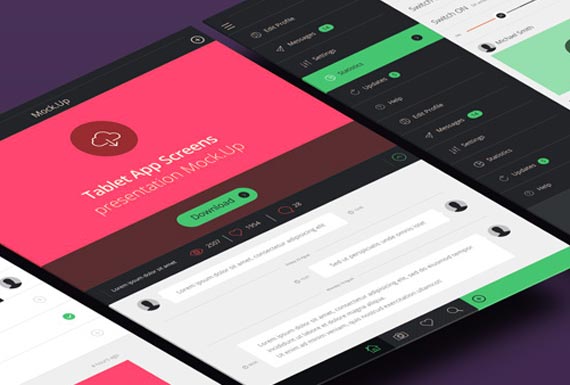 Mock.Up
Tablet App Screens
presentation Mock.Up
Download
Lorem ipsum dolor sit amet,
2507
1954
28
Lorem ipsum dolor sit amet, consectetur adipisicing elit
Sed ut perspiciatis unde omnis iste
Lorem ipsum dolor sit amet, consectetur adipisicing elit, sed do eiusmod tempor
incididunt ut labore et dolore magna aliqua.
Ut enim ad minim veniam, quis nostrud exercitation ullamco
Edit Profile
Messages
Settings
Statistics
Updates
Help
Edit Profile
Messages
Settings
Statistics
Updates
Help
Switch ON
Michael Smith